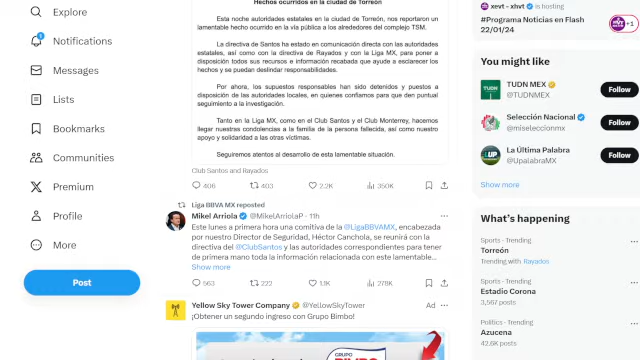 Explore
1
Notifications
Messages
Lists
Bookmarks
Communities
Premium
Profile
More
Post
Hechos ocurridos en la ciudad de Torreón
Esta noche autoridades estatales en la ciudad de Torreón, nos reportaron un
lamentable hecho ocurrido en la vía pública a los alrededores del complejo TSM.
La directiva de Santos ha estado en comunicación directa con las autoridades
estatales, así como con la directiva de Rayados y con la Liga MX, para poner a
disposición todos sus recursos e información recabada que ayude a esclarecer los
hechos y se puedan deslindar responsabilidades.
Por ahora, los supuestos responsables han sido detenidos y puestos a
disposición de las autoridades locales, en quienes confiamos para que den puntual
seguimiento a la investigación.
Tanto en la Liga MX, como en el Club Santos y el Club Monterrey, hacemos
llegar nuestras condolencias a la familia de la persona fallecida, así como nuestro
apoyo y solidaridad a las otras víctimas.
Seguiremos atentos al desarrollo de esta lamentable situación.
Club Santos and Rayados
406 403 2.2K 350K
Liga BBVA MX reposted
Mikel Arriola @MikelArriolaP · 11h
Este lunes a primera hora una comitiva de la @LigaBBVAMX, encabezada
por nuestro Director de Seguridad, Héctor Canchola, se reunirá con la
directiva del @ClubSantos y las autoridades correspondientes para tener
de primera mano toda la información relacionada con este lamentable...
Show more
563 222 1.1K 278K
Yellow Sky Tower Company @YellowSkyTower Ad
¡Obtener un segundo ingreso con Grupo Bimbo!
GRUPO
BIMBO
xevt - xhvt is hosting
#Programa Noticias en Flash
22/01/24
+1
You might like
TUDN MEX
@TUDNMEX
Follow
Selección Nacional
@miseleccionmx
Follow
La Última Palabra
@UpalabraMX
Follow
Show more
What's happening
Sports · Trending
Torreón
Trending with Rayados
Sports · Trending
Estadio Corona
3,567 posts
Politics · Trending
Azucena
42.6K posts